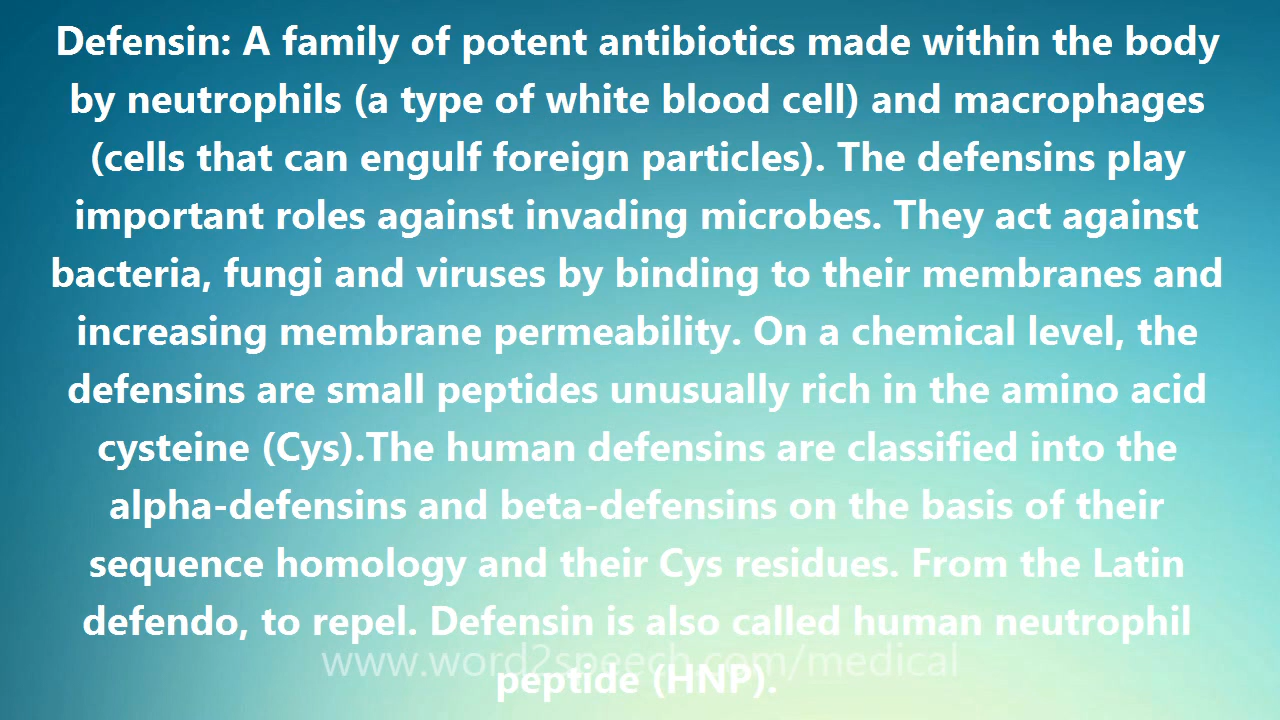 Defensin: A family of potent antibiotics made within the body
by neutrophils (a type of white blood cell) and macrophages
(cells that can engulf foreign particles). The defensins play
important roles against invading microbes. They act against
bacteria, fungi and viruses by binding to their membranes and
increasing membrane permeability. On a chemical level, the
defensins are small peptides unusually rich in the amino acid
cysteine (Cys).The human defensins are classified into the
alpha-defensins and beta-defensins on the basis of their
sequence homology and their Cys residues. From the Latin
defendo, to repel. Defensin is also called human neutrophil
www.word2speech.com/medical
peptide (HNP).